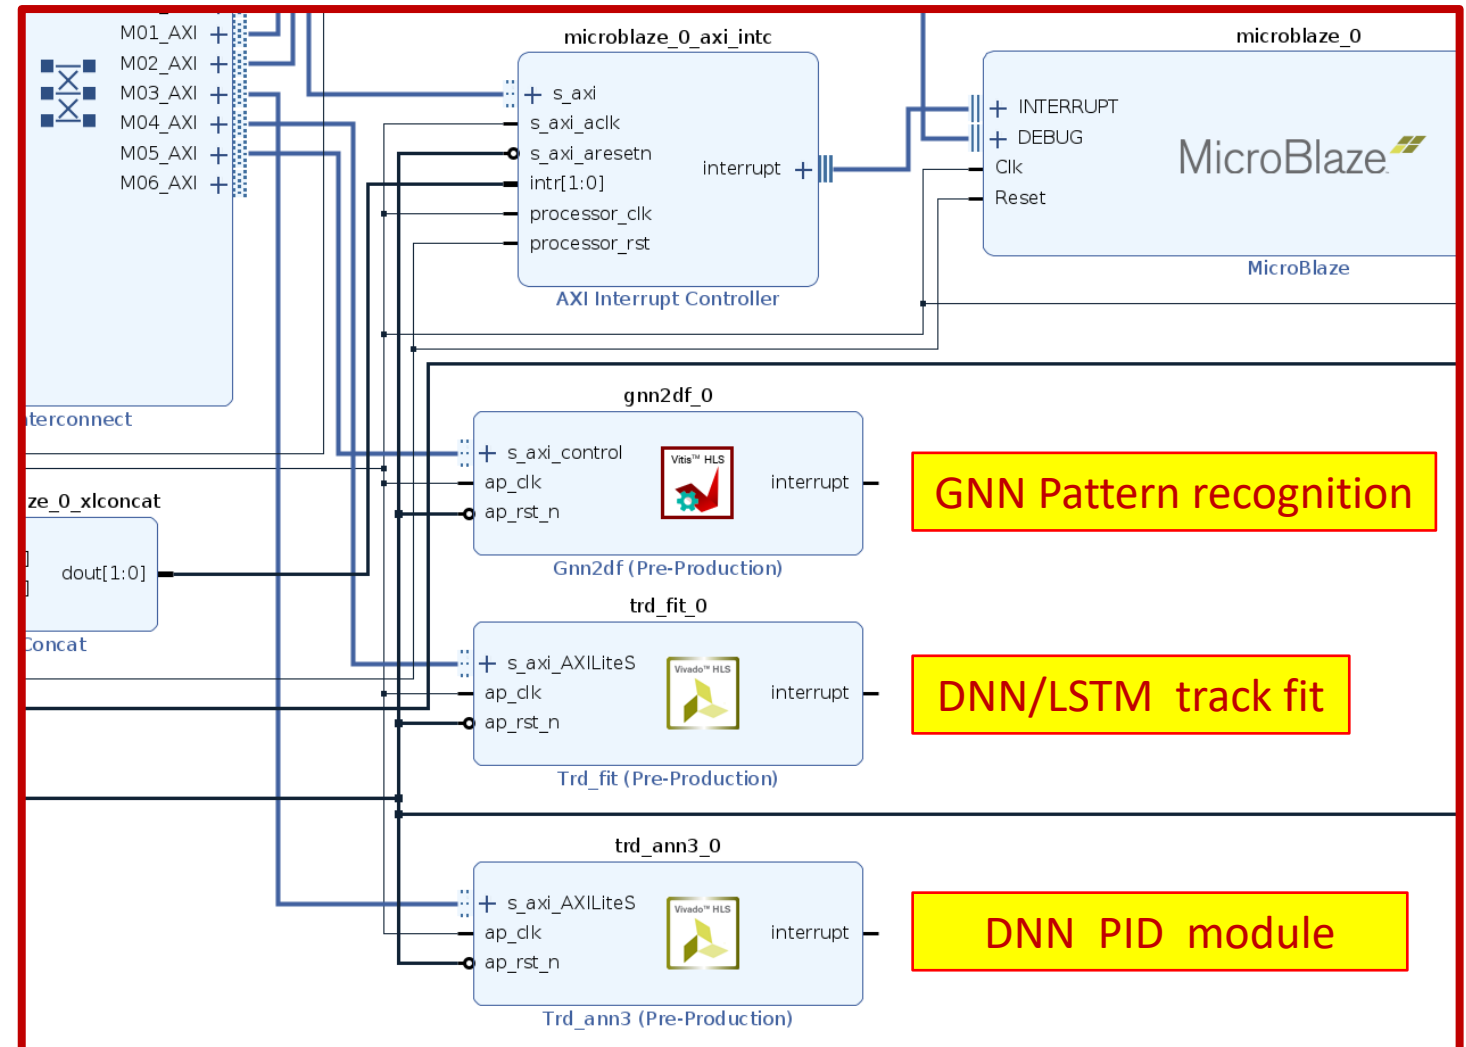 M01_AXI
M02_AXI
M03_AXI
M04_AXI
M05_AXI
M06_AXI
nterconnect
microblaze_0_axi_intc
s_axi
s_axi_aclk
s_axi_aresetn
intr[1:0]
processor_clk
processor_rst
interrupt
AXI Interrupt Controller
microblaze_0
INTERRUPT
DEBUG
Clk
Reset
MicroBlaze
MicroBlaze
ze_0_xlconcat
dout[1:0]
Concat
gnn2df_0
s_axi_control
ap_clk
ap_rst_n
Vitis™ HLS
interrupt
Gnn2df (Pre-Production)
GNN Pattern recognition
trd_fit_0
s_axi_AXILiteS
ap_clk
ap_rst_n
Vivado™ HLS
interrupt
Trd_fit (Pre-Production)
DNN/LSTM track fit
trd_ann3_0
s_axi_AXILiteS
ap_clk
ap_rst_n
Vivado™ HLS
interrupt
Trd_ann3 (Pre-Production)
DNN PID module